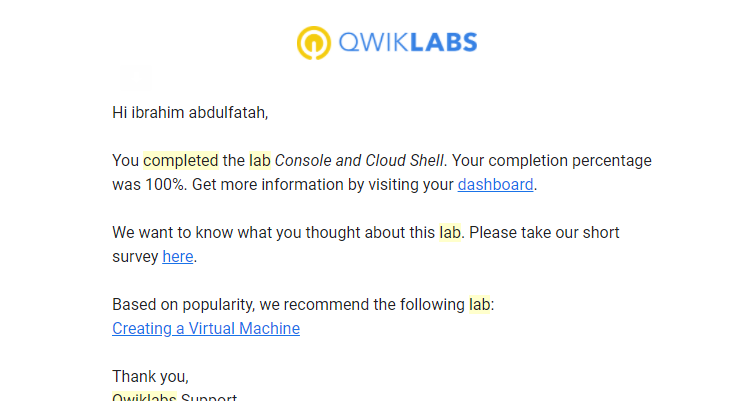 QWIKLABS
Hi ibrahim abdulfatah,
You completed the lab Console and Cloud Shell. Your completion percentage
was 100%. Get more information by visiting your dashboard.
We want to know what you thought about this lab. Please take our short
survey here.
Based on popularity, we recommend the following lab:
Creating a Virtual Machine
Thank you,
Qwiklabs Support